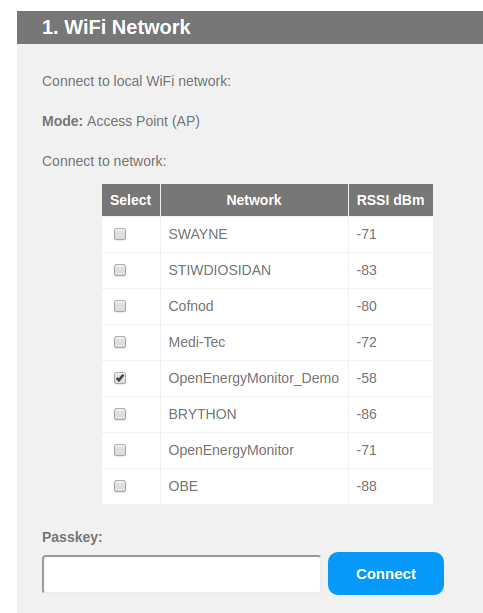 1. WiFi Network
Connect to local WiFi network:
Mode: Access Point (AP)
Connect to network:
Select Network RSSI dBm
SWAYNE -71
STIWDIOSIDAN -83
Cofnod -80
Medi-Tec -72
OpenEnergyMonitor_Demo -58
BRYTHON -86
OpenEnergyMonitor -71
OBE -88
Passkey:
Connect